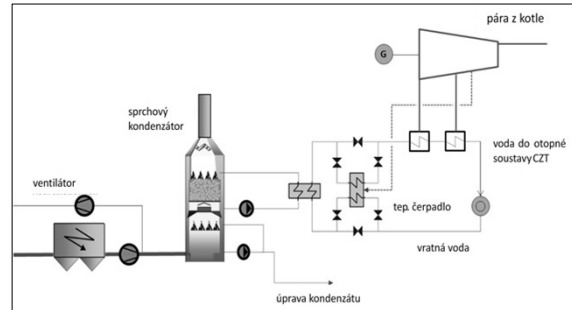 pára z kotle
G
sprchový
kondenzátor
voda do otopné
soustavy CZT
ventilátor
tep. čerpadlo
vratná voda
úprava kondenzátu